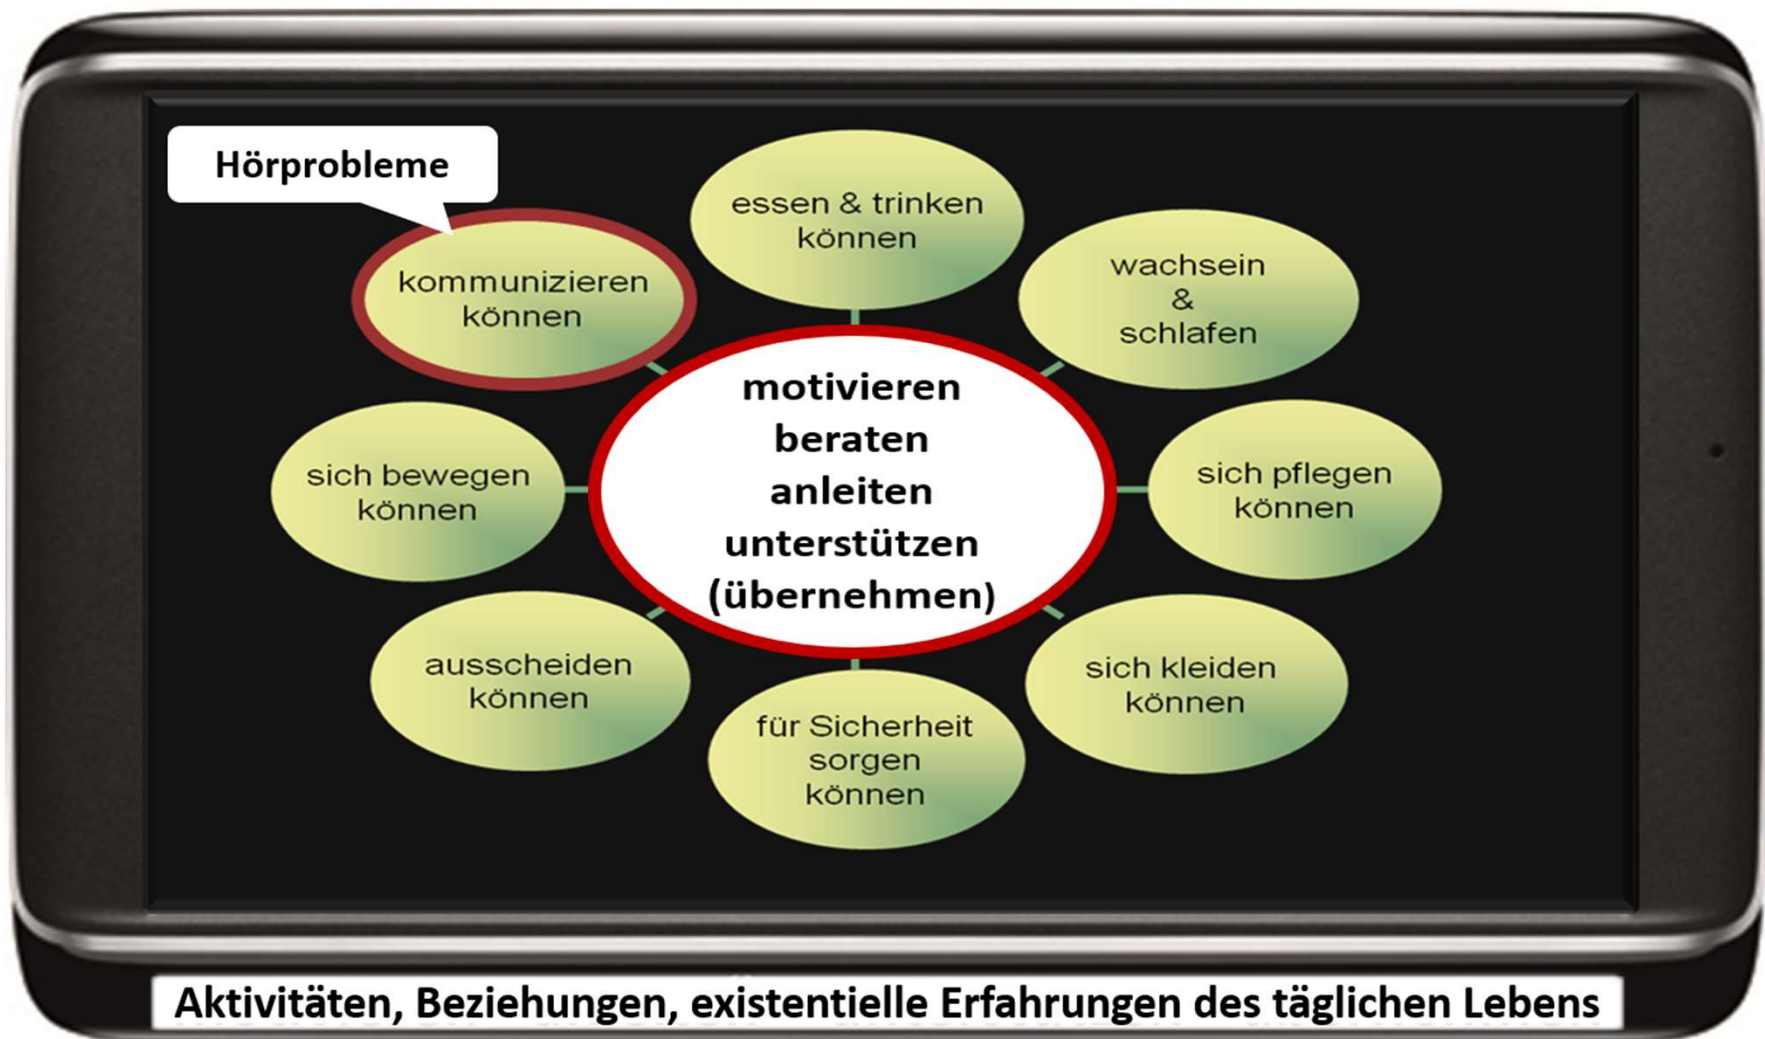 Hörprobleme
essen & trinken
können
kommunizieren
können
wachsein
&
schlafen
motivieren
beraten
anleiten
unterstützen
(übernehmen)
sich bewegen
können
sich pflegen
können
ausscheiden
können
sich kleiden
können
für Sicherheit
sorgen
können
Aktivitäten, Beziehungen, existentielle Erfahrungen des täglichen Lebens